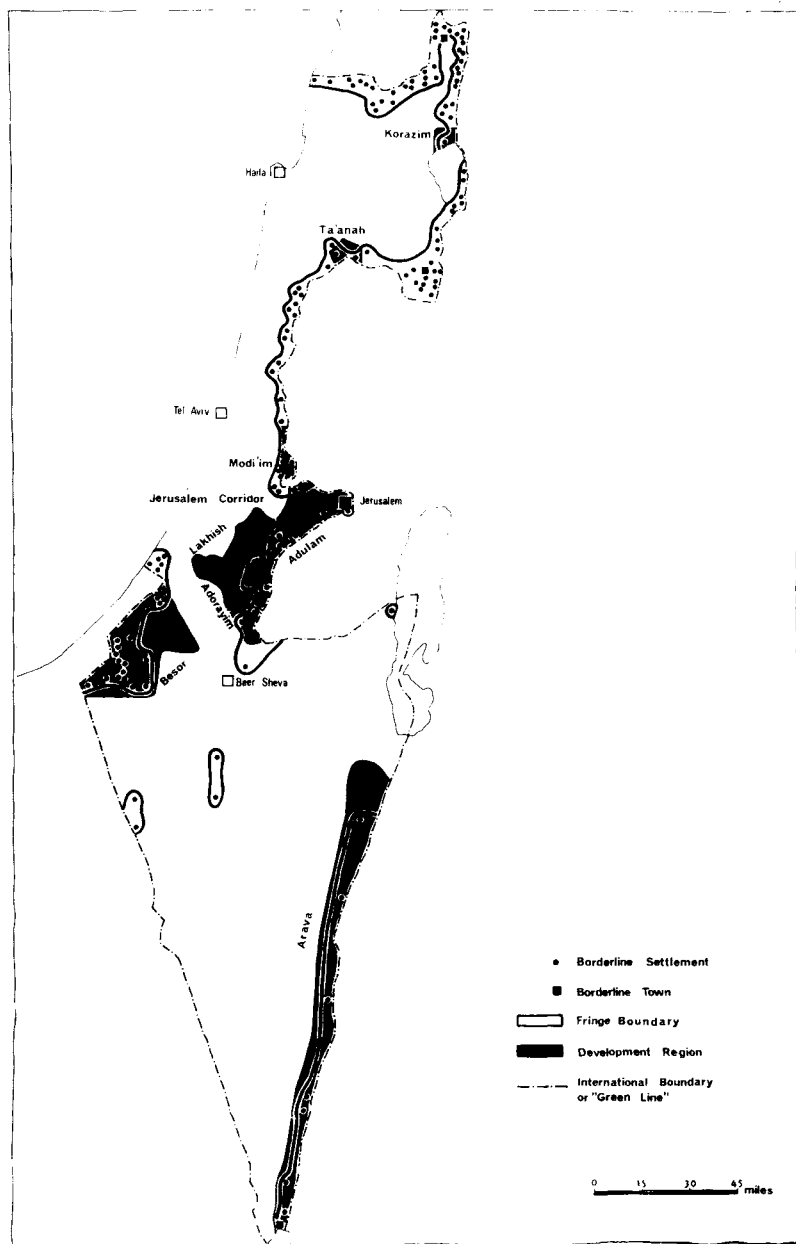 Korazim
Haifa
Ta'anah
Tel Aviv
Modi'im
Jerusalem Corridor
Jerusalem
Lakhish
Adulam
Adorayim
Besor
Beer Sheva
Arava
Borderline Settlement
Borderline Town
Fringe Boundary
Development Region
International Boundary
or "Green Line"
0 15 30 45
miles